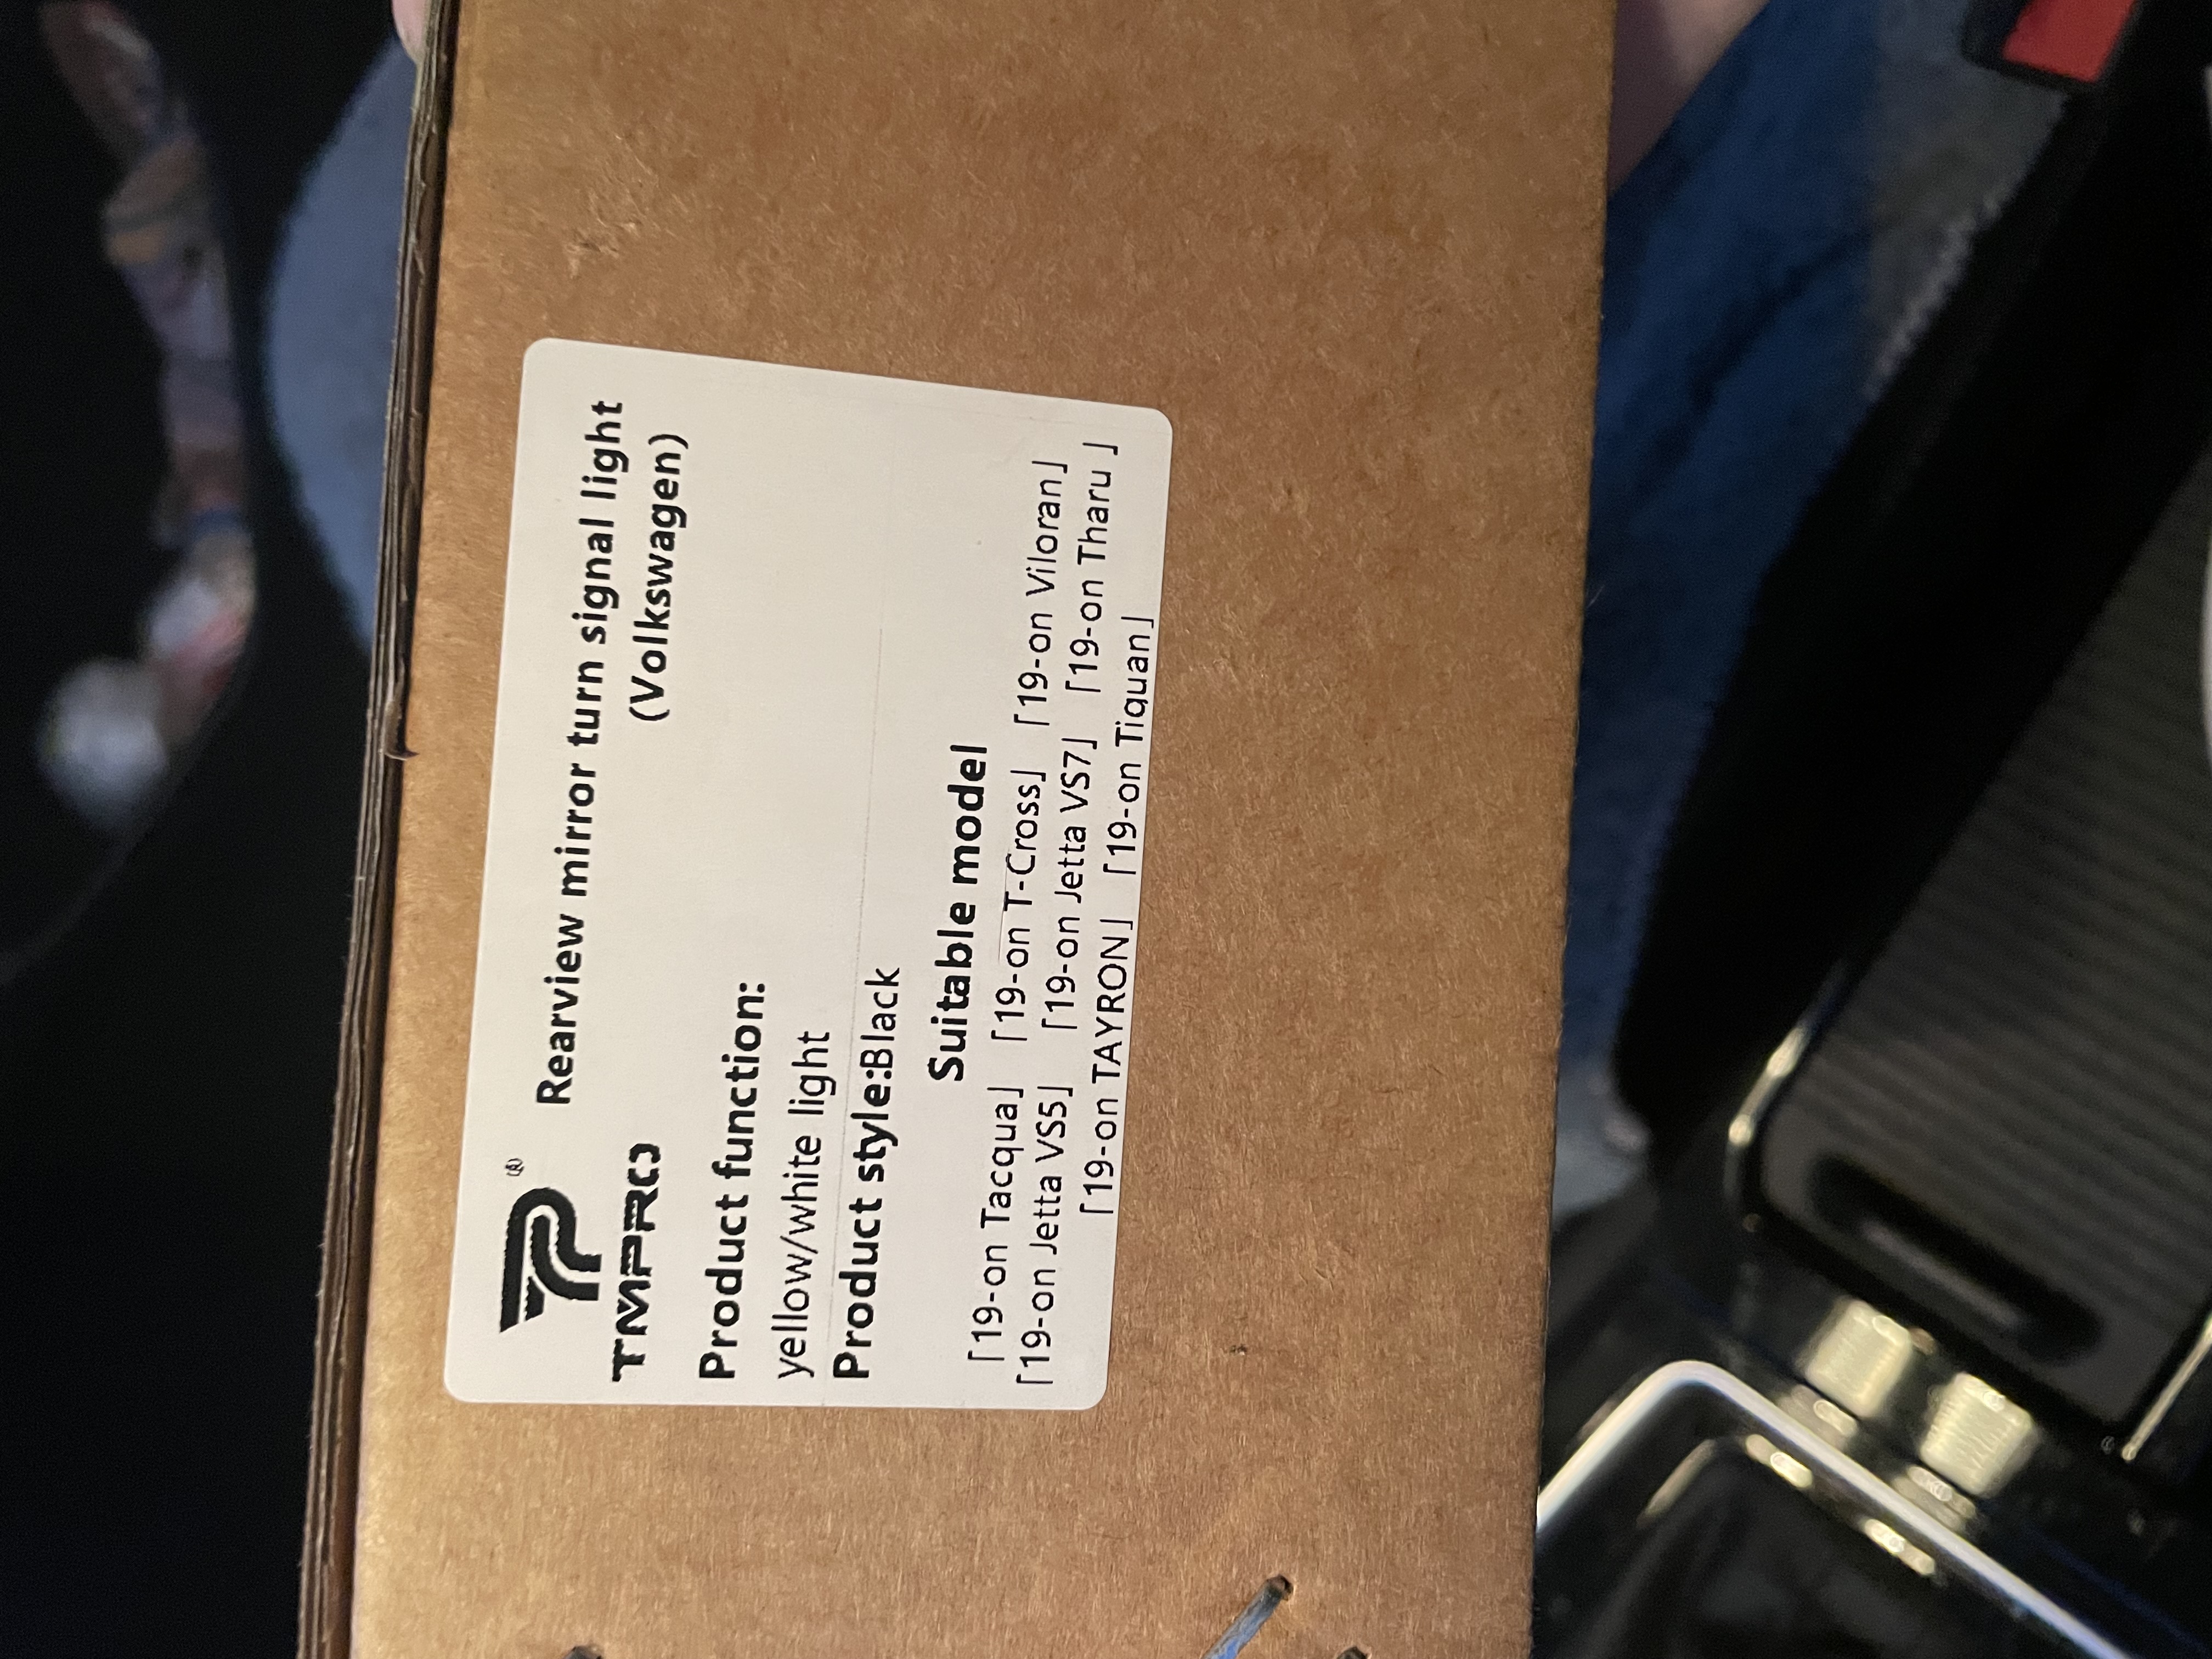 TP®
TMPRO
Rearview mirror turn signal light
(Volkswagen)
Product function:
yellow/white light
Product style:Black
Suitable model
「19-on Tacqua」 「19-on T-Cross」 「19-on Viloran」
「19-on Jetta VS5」 「19-on Jetta VS7」 「19-on Tharu 」
「19-on TAYRON」 「19-on Tiquan」